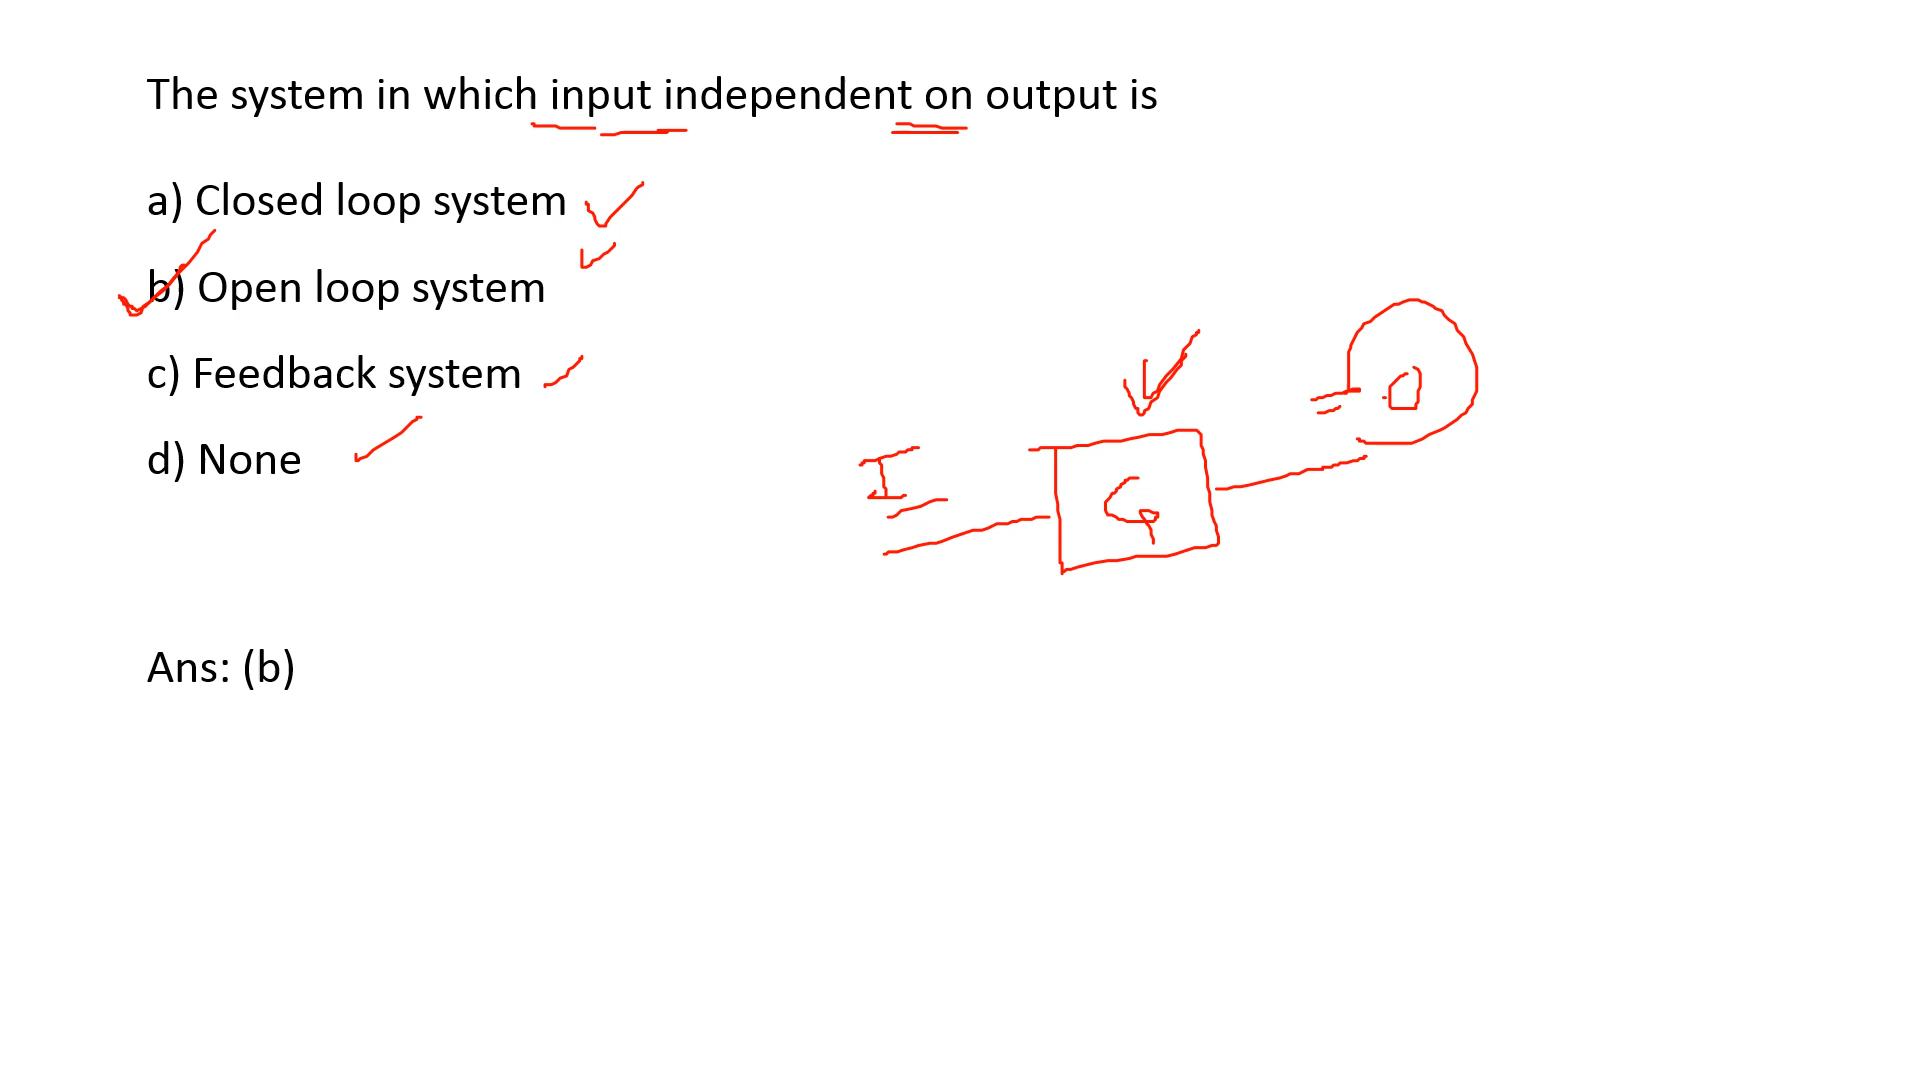 The system in which input independent on output is
a) Closed loop system
b) Open loop system
c) Feedback system
d) None
I
G
O
Ans: (b)